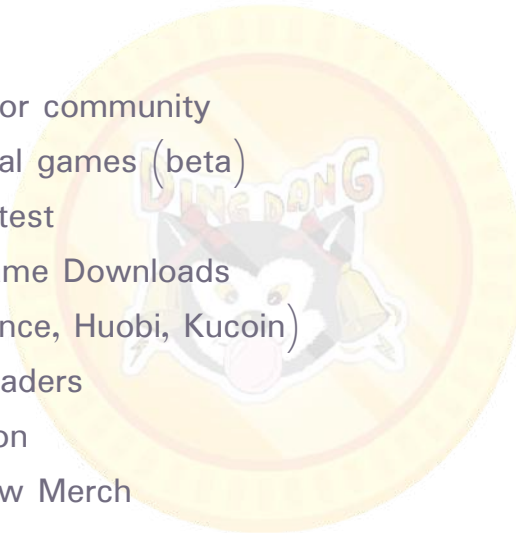 or community
al games (beta)
test
DING DANG
me Downloads
nce, Huobi, Kucoin)
aders
on
w Merch